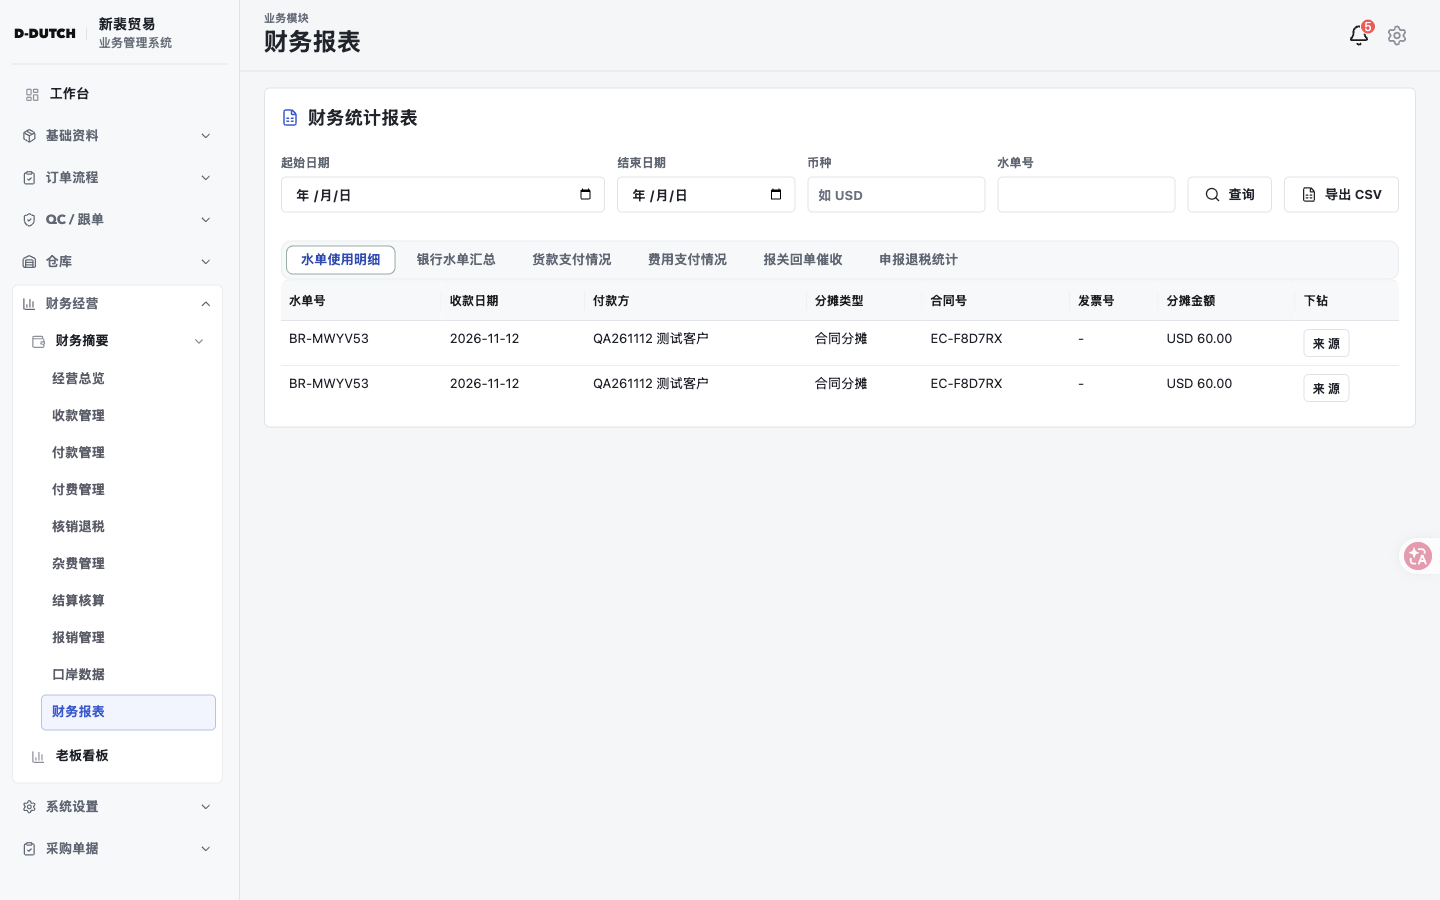 D-DUTCH
新裴贸易
业务管理系统
工作台
基础资料
订单流程
QC / 跟单
仓库
财务经营
财务摘要
经营总览
收款管理
付款管理
付费管理
核销退税
杂费管理
结算核算
报销管理
口岸数据
财务报表
老板看板
系统设置
采购单据
业务模块
财务报表
5
财务统计报表
起始日期 结束日期 币种 水单号
年 /月/日 年 /月/日 如 USD 查询 导出 CSV
水单使用明细 银行水单汇总 货款支付情况 费用支付情况 报关回单催收 申报退税统计
水单号 收款日期 付款方 分摊类型 合同号 发票号 分摊金额 下钻
BR-MWYV53 2026-11-12 QA261112 测试客户 合同分摊 EC-F8D7RX - USD 60.00 来 源
BR-MWYV53 2026-11-12 QA261112 测试客户 合同分摊 EC-F8D7RX - USD 60.00 来 源